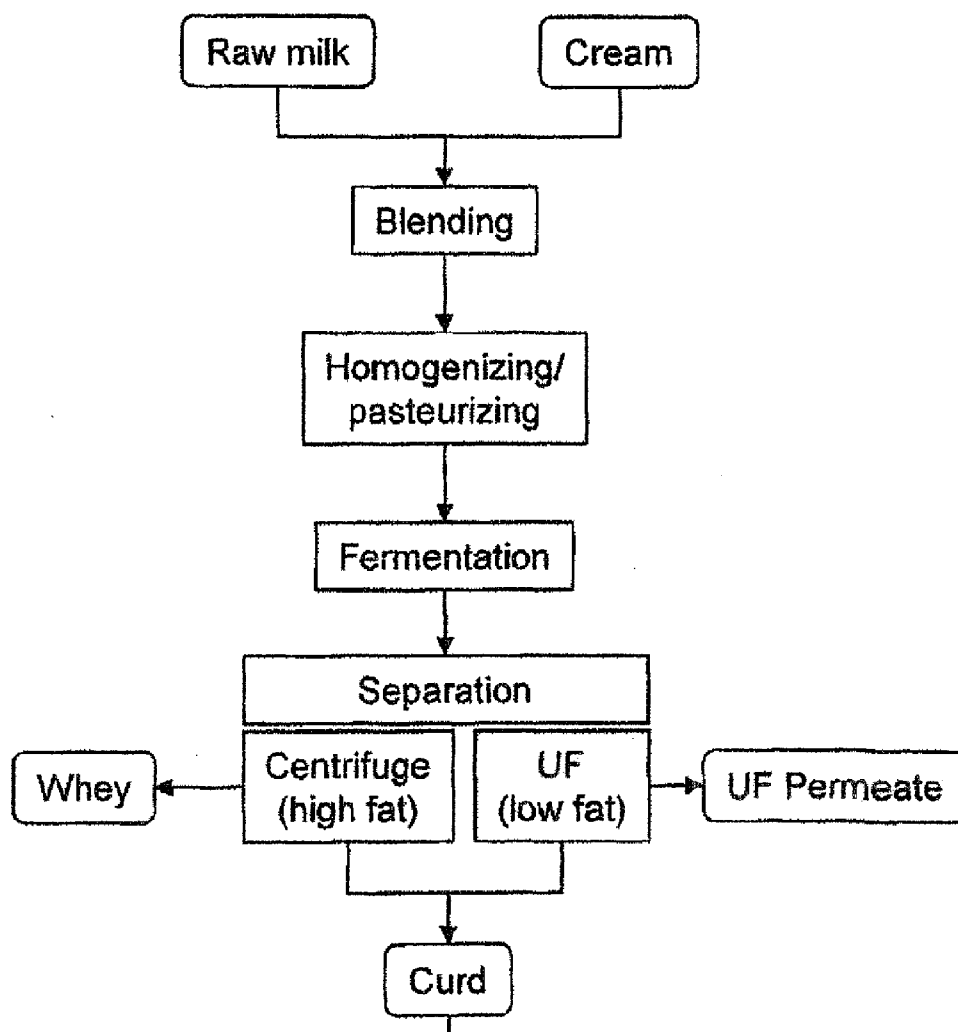 Raw milk
Cream
Blending
Homogenizing/
pasteurizing
Fermentation
Separation
Centrifuge
(high fat)
UF
(low fat)
Whey
UF Permeate
Curd